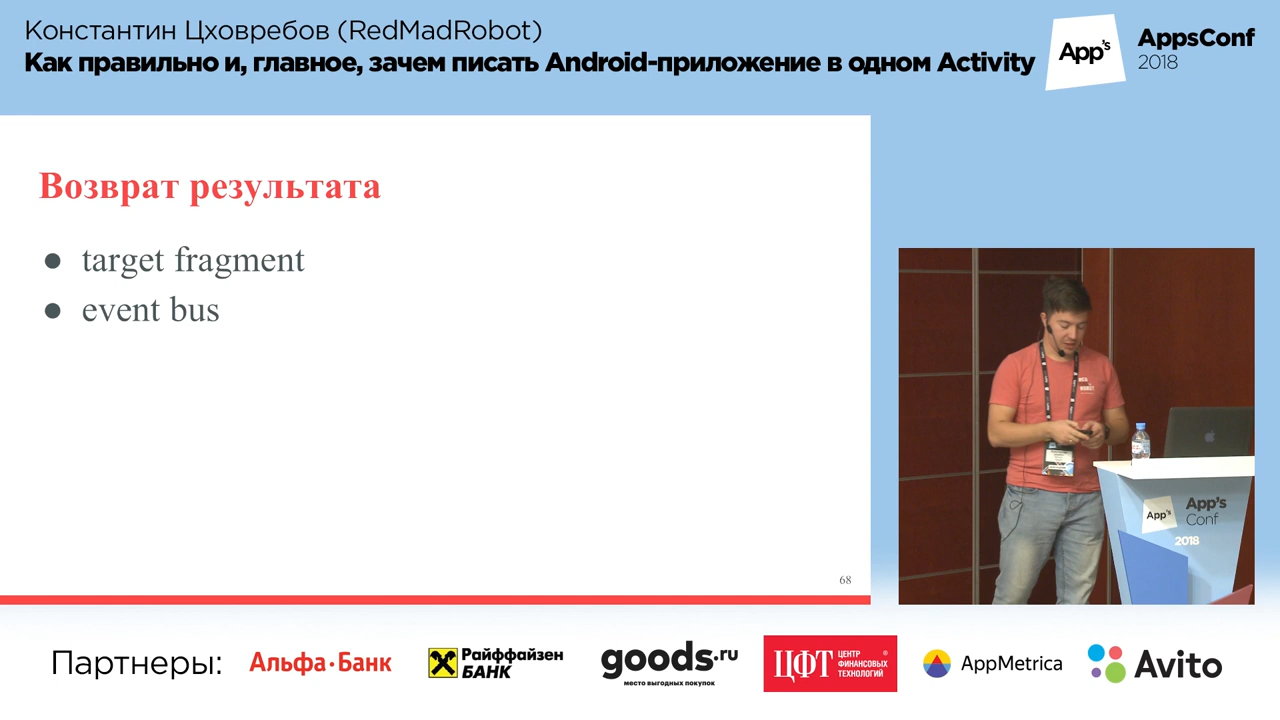 Константин Цховребов (RedMadRobot)
Как правильно и, главное, зачем писать Android-приложение в одном Activity
App's
AppsConf
2018
Возврат результата
● target fragment
● event bus
68
App's
App's
Conf
2018
Партнеры:
Альфа·Банк
Райффайзен
БАНК
goods.ru
место выгодных покупок
ЦФТ
ЦЕНТР
ФИНАНСОВЫХ
ТЕХНОЛОГИЙ
®
AppMetrica
Avito